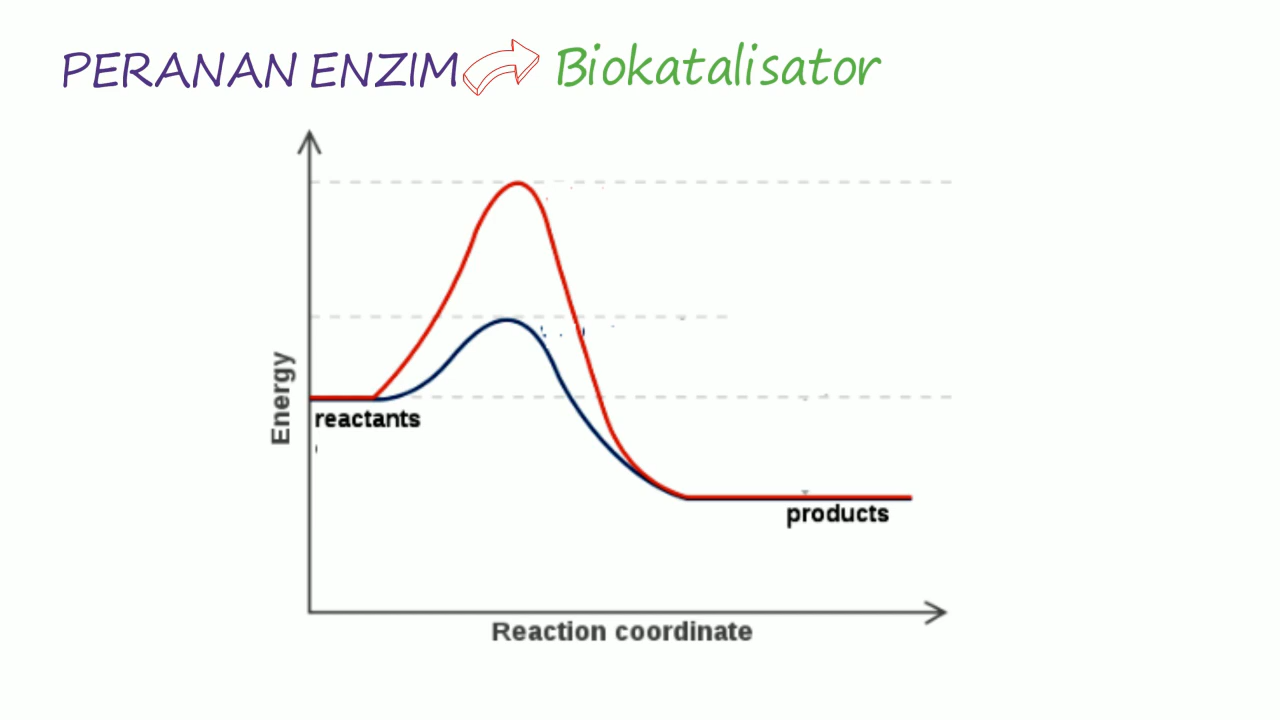 PERANAN ENZIM Biokatalisator
Energy
reactants
products
Reaction coordinate